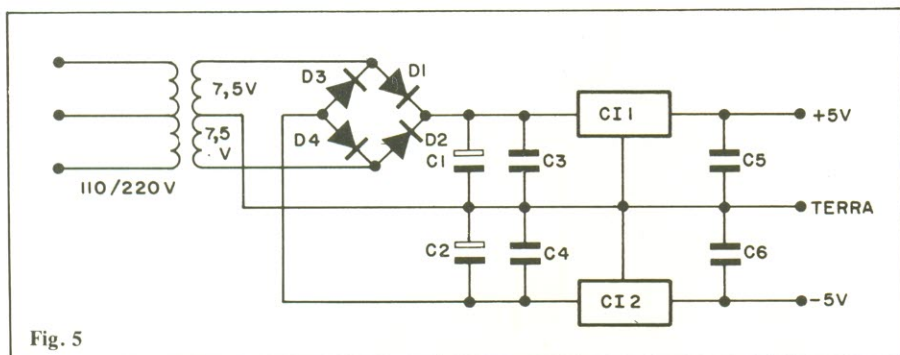 D3
D1
7,5V
7,5
V
D4
D2
C1
C3
CI1
C5
+5V
110/220V
TERRA
C2
C4
CI2
C6
-5V
Fig. 5